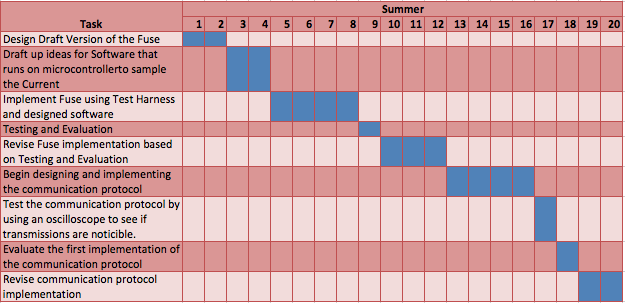 Summer
Task 1 2 3 4 5 6 7 8 9 10 11 12 13 14 15 16 17 18 19 20
Design Draft Version of the Fuse
Draft up ideas for Software that
runs on microcontrollerto sample
the Current
Implement Fuse using Test Harness
and designed software
Testing and Evaluation
Revise Fuse implementation based
on Testing and Evaluation
Begin designing and implementing
the communication protocol
Test the communication protocol by
using an oscilloscope to see if
transmissions are noticible.
Evaluate the first implementation of
the communication protocol
Revise communication protocol
implementation